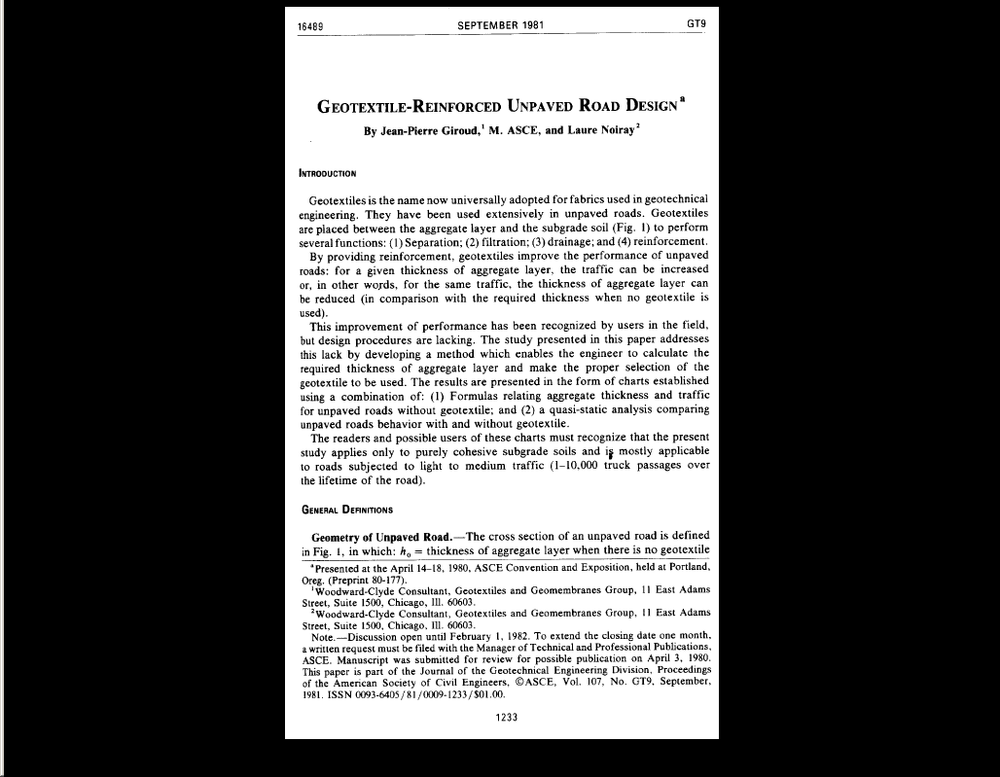 16489 SEPTEMBER 1981 GT9
GEOTEXTILE-REINFORCED UNPAVED ROAD DESIGN a
By Jean-Pierre Giroud,1 M. ASCE, and Laure Noiray2
INTRODUCTION
Geotextiles is the name now universally adopted for fabrics used in geotechnical
engineering. They have been used extensively in unpaved roads. Geotextiles
are placed between the aggregate layer and the subgrade soil (Fig. 1) to perform
several functions: (1) Separation; (2) filtration; (3) drainage; and (4) reinforcement.
By providing reinforcement, geotextiles improve the performance of unpaved
roads: for a given thickness of aggregate layer, the traffic can be increased
or, in other words, for the same traffic, the thickness of aggregate layer can
be reduced (in comparison with the required thickness when no geotextile is
used).
This improvement of performance has been recognized by users in the field,
but design procedures are lacking. The study presented in this paper addresses
this lack by developing a method which enables the engineer to calculate the
required thickness of aggregate layer and make the proper selection of the
geotextile to be used. The results are presented in the form of charts established
using a combination of: (1) Formulas relating aggregate thickness and traffic
for unpaved roads without geotextile; and (2) a quasi-static analysis comparing
unpaved roads behavior with and without geotextile.
The readers and possible users of these charts must recognize that the present
study applies only to purely cohesive subgrade soils and is mostly applicable
to roads subjected to light to medium traffic (1–10,000 truck passages over
the lifetime of the road).
GENERAL DEFINITIONS
Geometry of Unpaved Road.—The cross section of an unpaved road is defined
in Fig. 1, in which: h₀ = thickness of aggregate layer when there is no geotextile
aPresented at the April 14–18, 1980, ASCE Convention and Exposition, held at Portland,
Oreg. (Preprint 80-177).
1Woodward-Clyde Consultant, Geotextiles and Geomembranes Group, 11 East Adams
Street, Suite 1500, Chicago, Ill. 60603.
2Woodward-Clyde Consultant, Geotextiles and Geomembranes Group, 11 East Adams
Street, Suite 1500, Chicago, Ill. 60603.
Note.—Discussion open until February 1, 1982. To extend the closing date one month,
a written request must be filed with the Manager of Technical and Professional Publications,
ASCE. Manuscript was submitted for review for possible publication on April 3, 1980.
This paper is part of the Journal of the Geotechnical Engineering Division, Proceedings
of the American Society of Civil Engineers, ©ASCE, Vol. 107, No. GT9, September,
1981. ISSN 0093-6405/81/0009-1233/$01.00.
1233